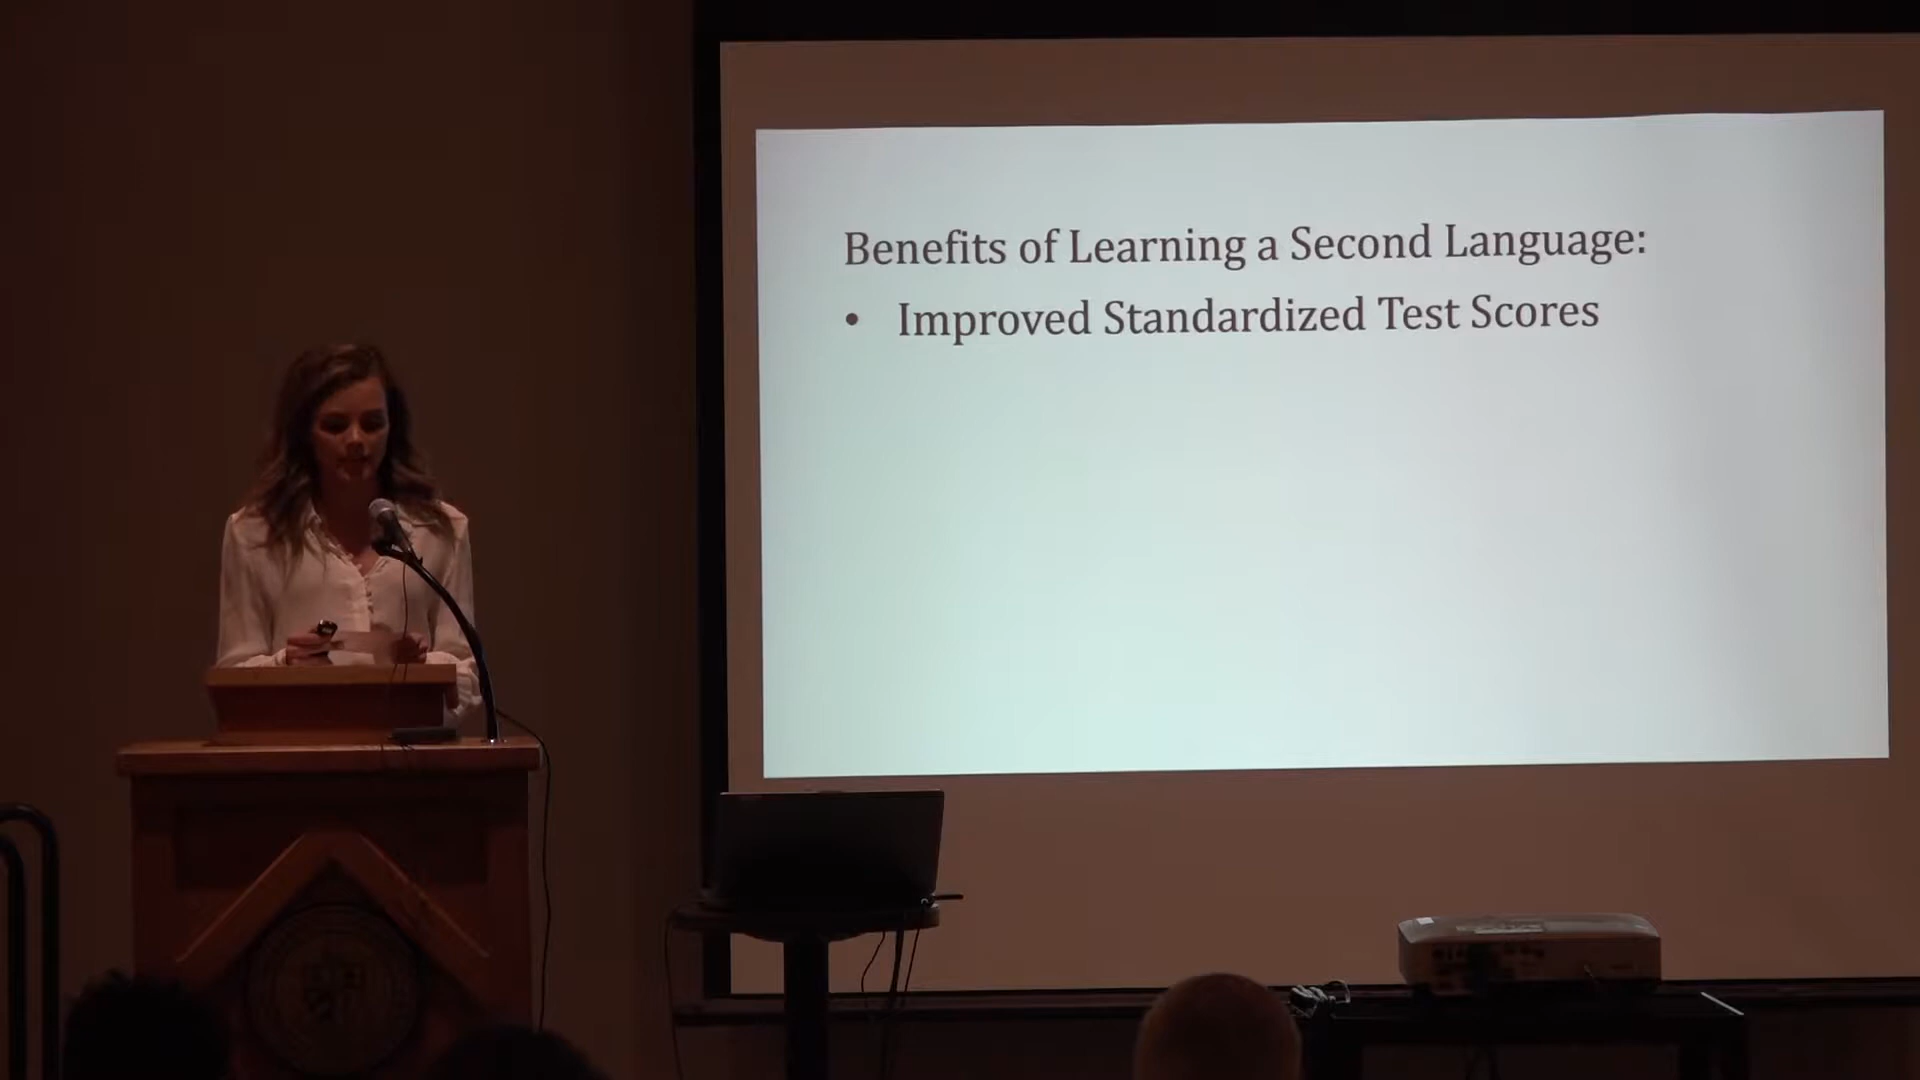 Benefits of Learning a Second Language:
• Improved Standardized Test Scores